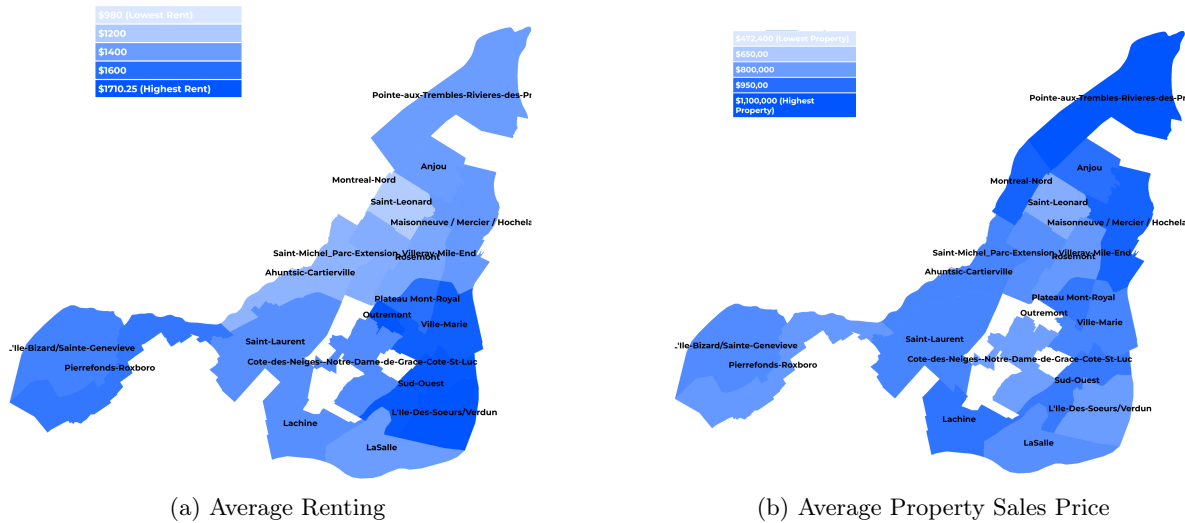 $980 (Lowest Rent)
$1200
$1400
$1600
$1710.25 (Highest Rent)
Pointe-aux-Trembles-Rivieres-des-Pr
Anjou
Montreal-Nord
Saint-Leonard
Maisonneuve / Mercier / Hochela
Saint-Michel_Parc-Extension_Villeray-Mile-End
Rosemont
Ahuntsic-Cartierville
Plateau Mont-Royal
Outremont
Ville-Marie
Saint-Laurent
.'Ile-Bizard/Sainte-Genevieve
Cote-des-Neiges--Notre-Dame-de-Grace-Cote-St-Luc
Pierrefonds-Roxboro
Sud-Ouest
L'Ile-Des-Soeurs/Verdun
Lachine
LaSalle
(a) Average Renting
$472,400 (Lowest Property)
$650,00
$800,000
$950,00
$1,100,000 (Highest
Property)
Pointe-aux-Trembles-Rivieres-des-Pr
Anjou
Montreal-Nord
Saint-Leonard
Maisonneuve / Mercier / Hochela
Saint-Michel_Parc-Extension_Villeray-Mile-End
Rosemont
Ahuntsic-Cartierville
Plateau Mont-Royal
Outremont
Ville-Marie
Saint-Laurent
.'Ile-Bizard/Sainte-Genevieve
Cote-des-Neiges--Notre-Dame-de-Grace-Cote-St-Luc
Pierrefonds-Roxboro
Sud-Ouest
L'Ile-Des-Soeurs/Verdun
Lachine
LaSalle
(b) Average Property Sales Price